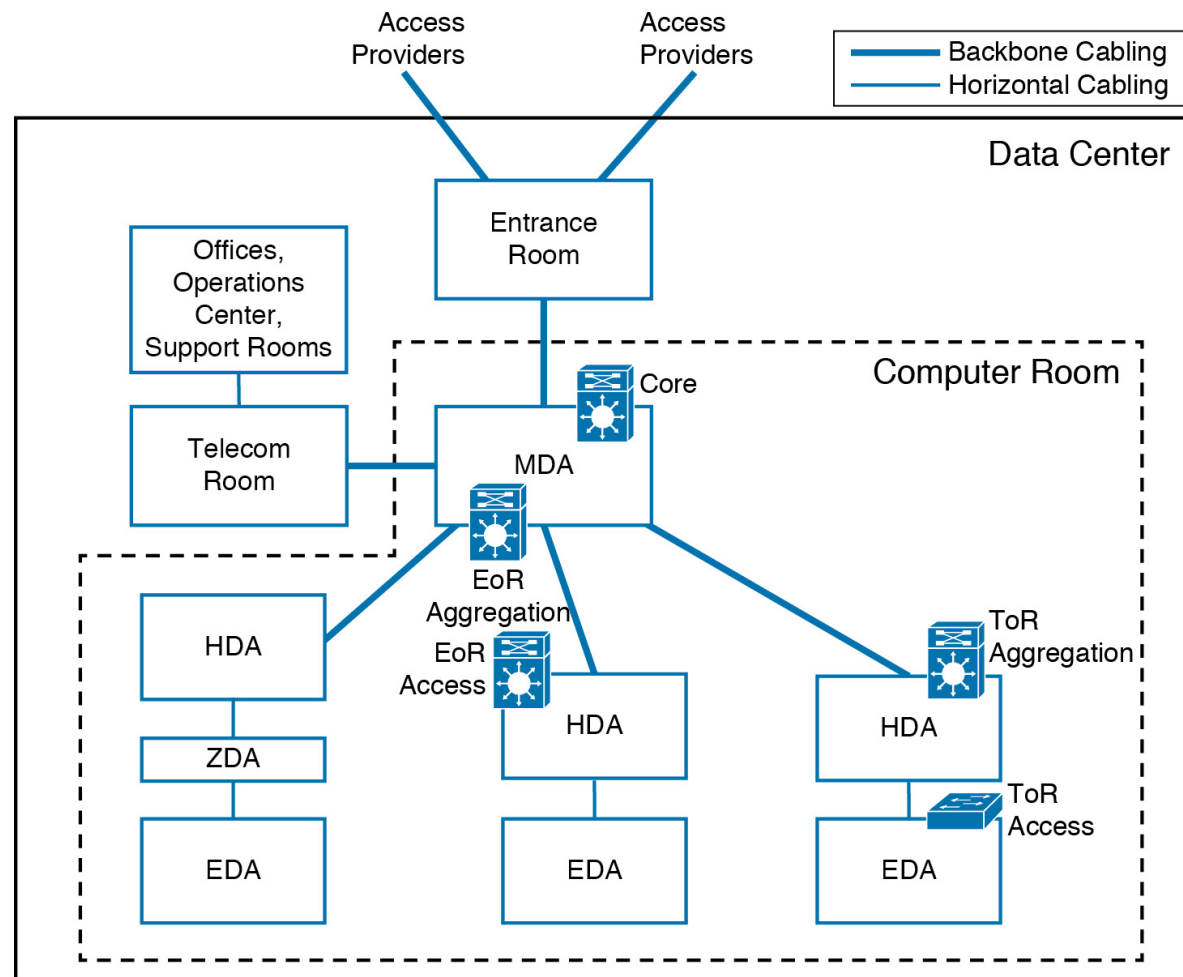 Access
Providers
Access
Providers
Backbone Cabling
Horizontal Cabling
Data Center
Entrance
Room
Offices,
Operations
Center,
Support Rooms
Computer Room
Core
Telecom
Room
MDA
EoR
Aggregation
HDA
EoR
Access
HDA
ToR
Aggregation
HDA
ZDA
ToR
Access
EDA
EDA
EDA